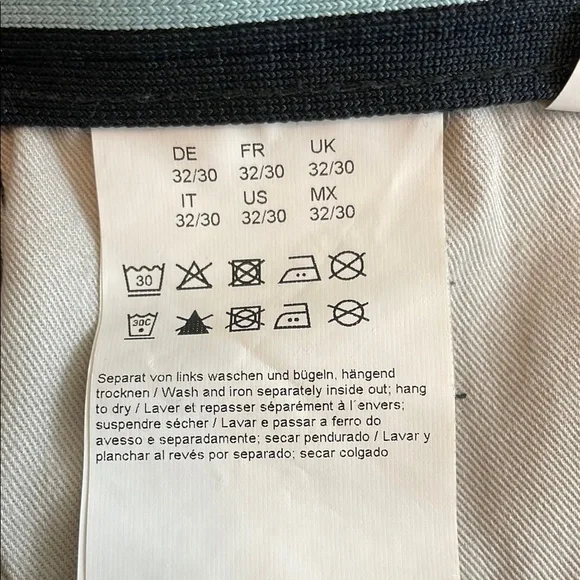 DE FR UK
32/30 32/30 32/30
IT US MX
32/30 32/30 32/30
30
30C
Separat von links waschen und bügeln, hängend
trocknen / Wash and iron separately inside out; hang
to dry / Laver et repasser séparément à l'envers;
suspendre sécher / Lavar e passar a ferro do
avesso e separadamente; secar pendurado / Lavar y
planchar al revés por separado; secar colgado